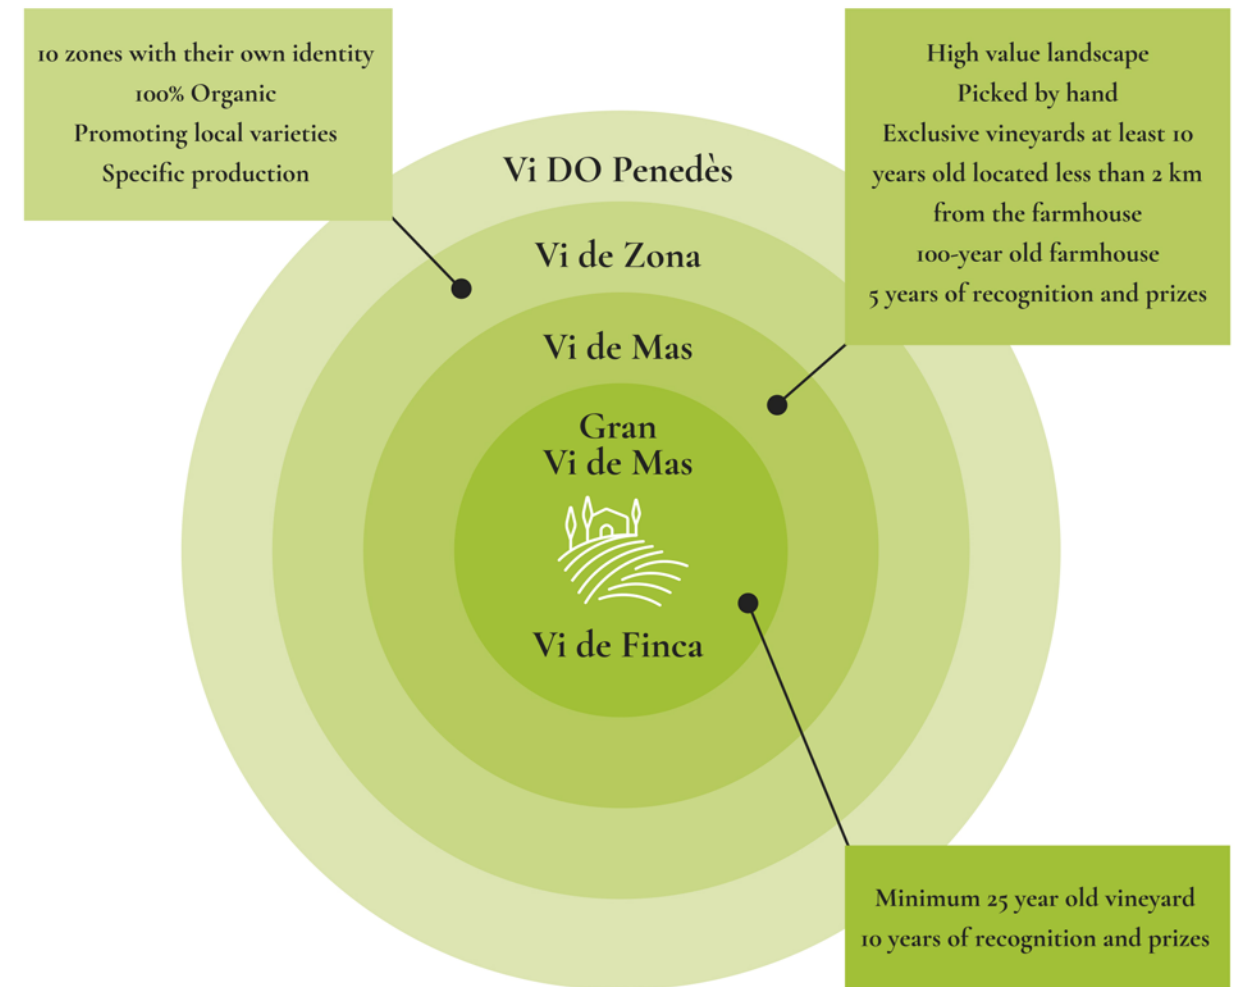 10 zones with their own identity
100% Organic
Promoting local varieties
Specific production
High value landscape
Picked by hand
Exclusive vineyards at least 10
years old located less than 2 km
from the farmhouse
100-year old farmhouse
5 years of recognition and prizes
Vi DO Penedès
Vi de Zona
Vi de Mas
Gran
Vi de Mas
Vi de Finca
Minimum 25 year old vineyard
10 years of recognition and prizes